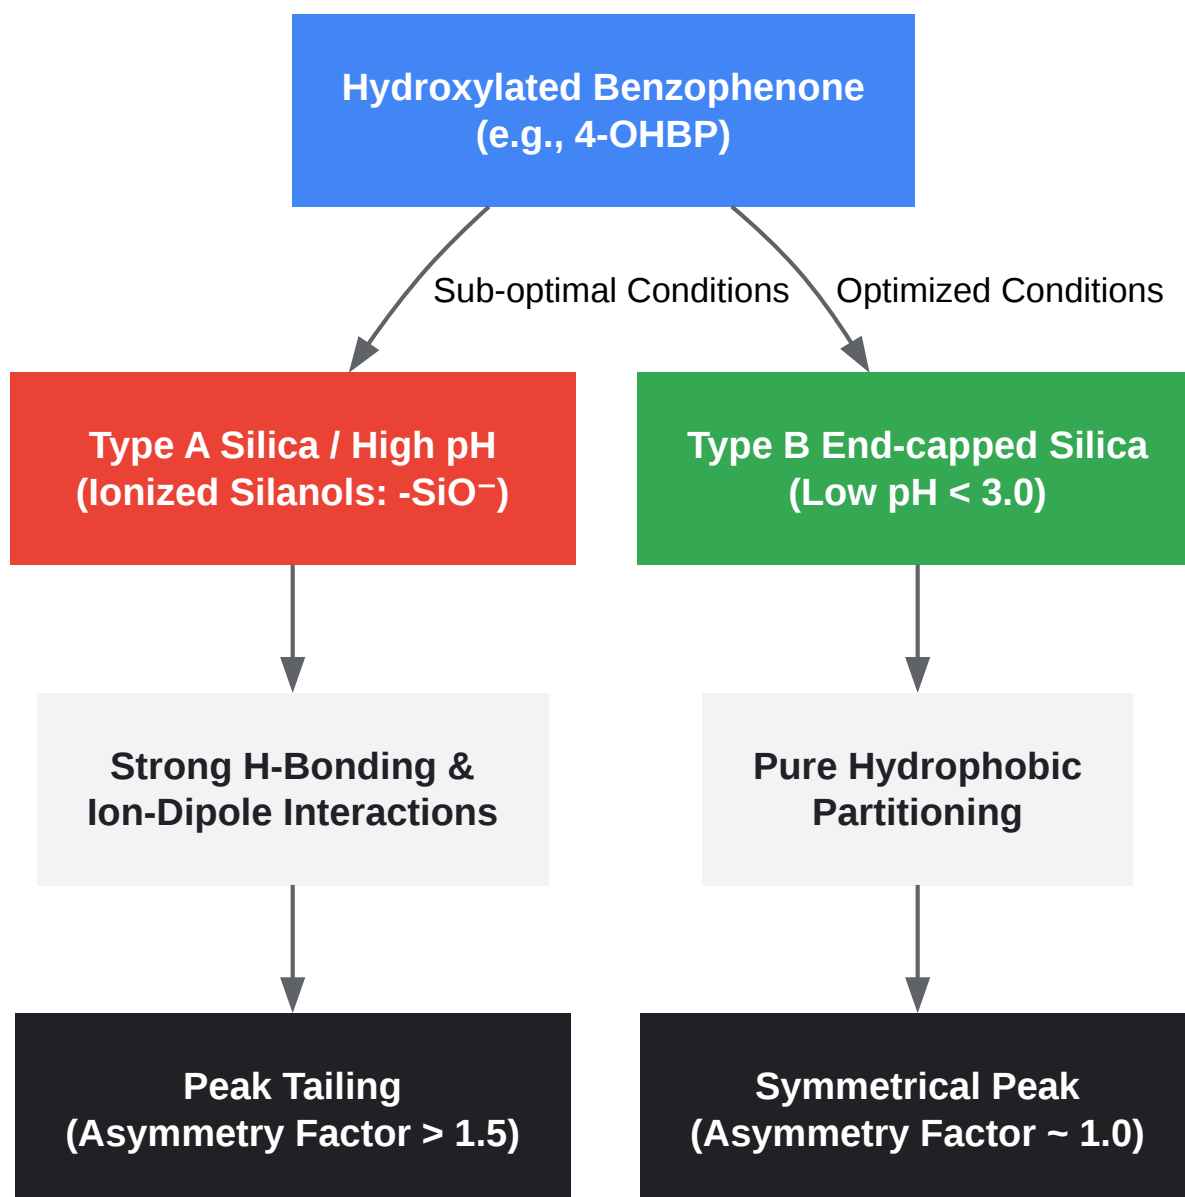 Hydroxylated Benzophenone
(e.g., 4-OHBP)
Sub-optimal Conditions
Optimized Conditions
Type A Silica / High pH
(Ionized Silanols: -SiO⁻)
Type B End-capped Silica
(Low pH < 3.0)
Strong H-Bonding &
Ion-Dipole Interactions
Pure Hydrophobic
Partitioning
Peak Tailing
(Asymmetry Factor > 1.5)
Symmetrical Peak
(Asymmetry Factor ~ 1.0)